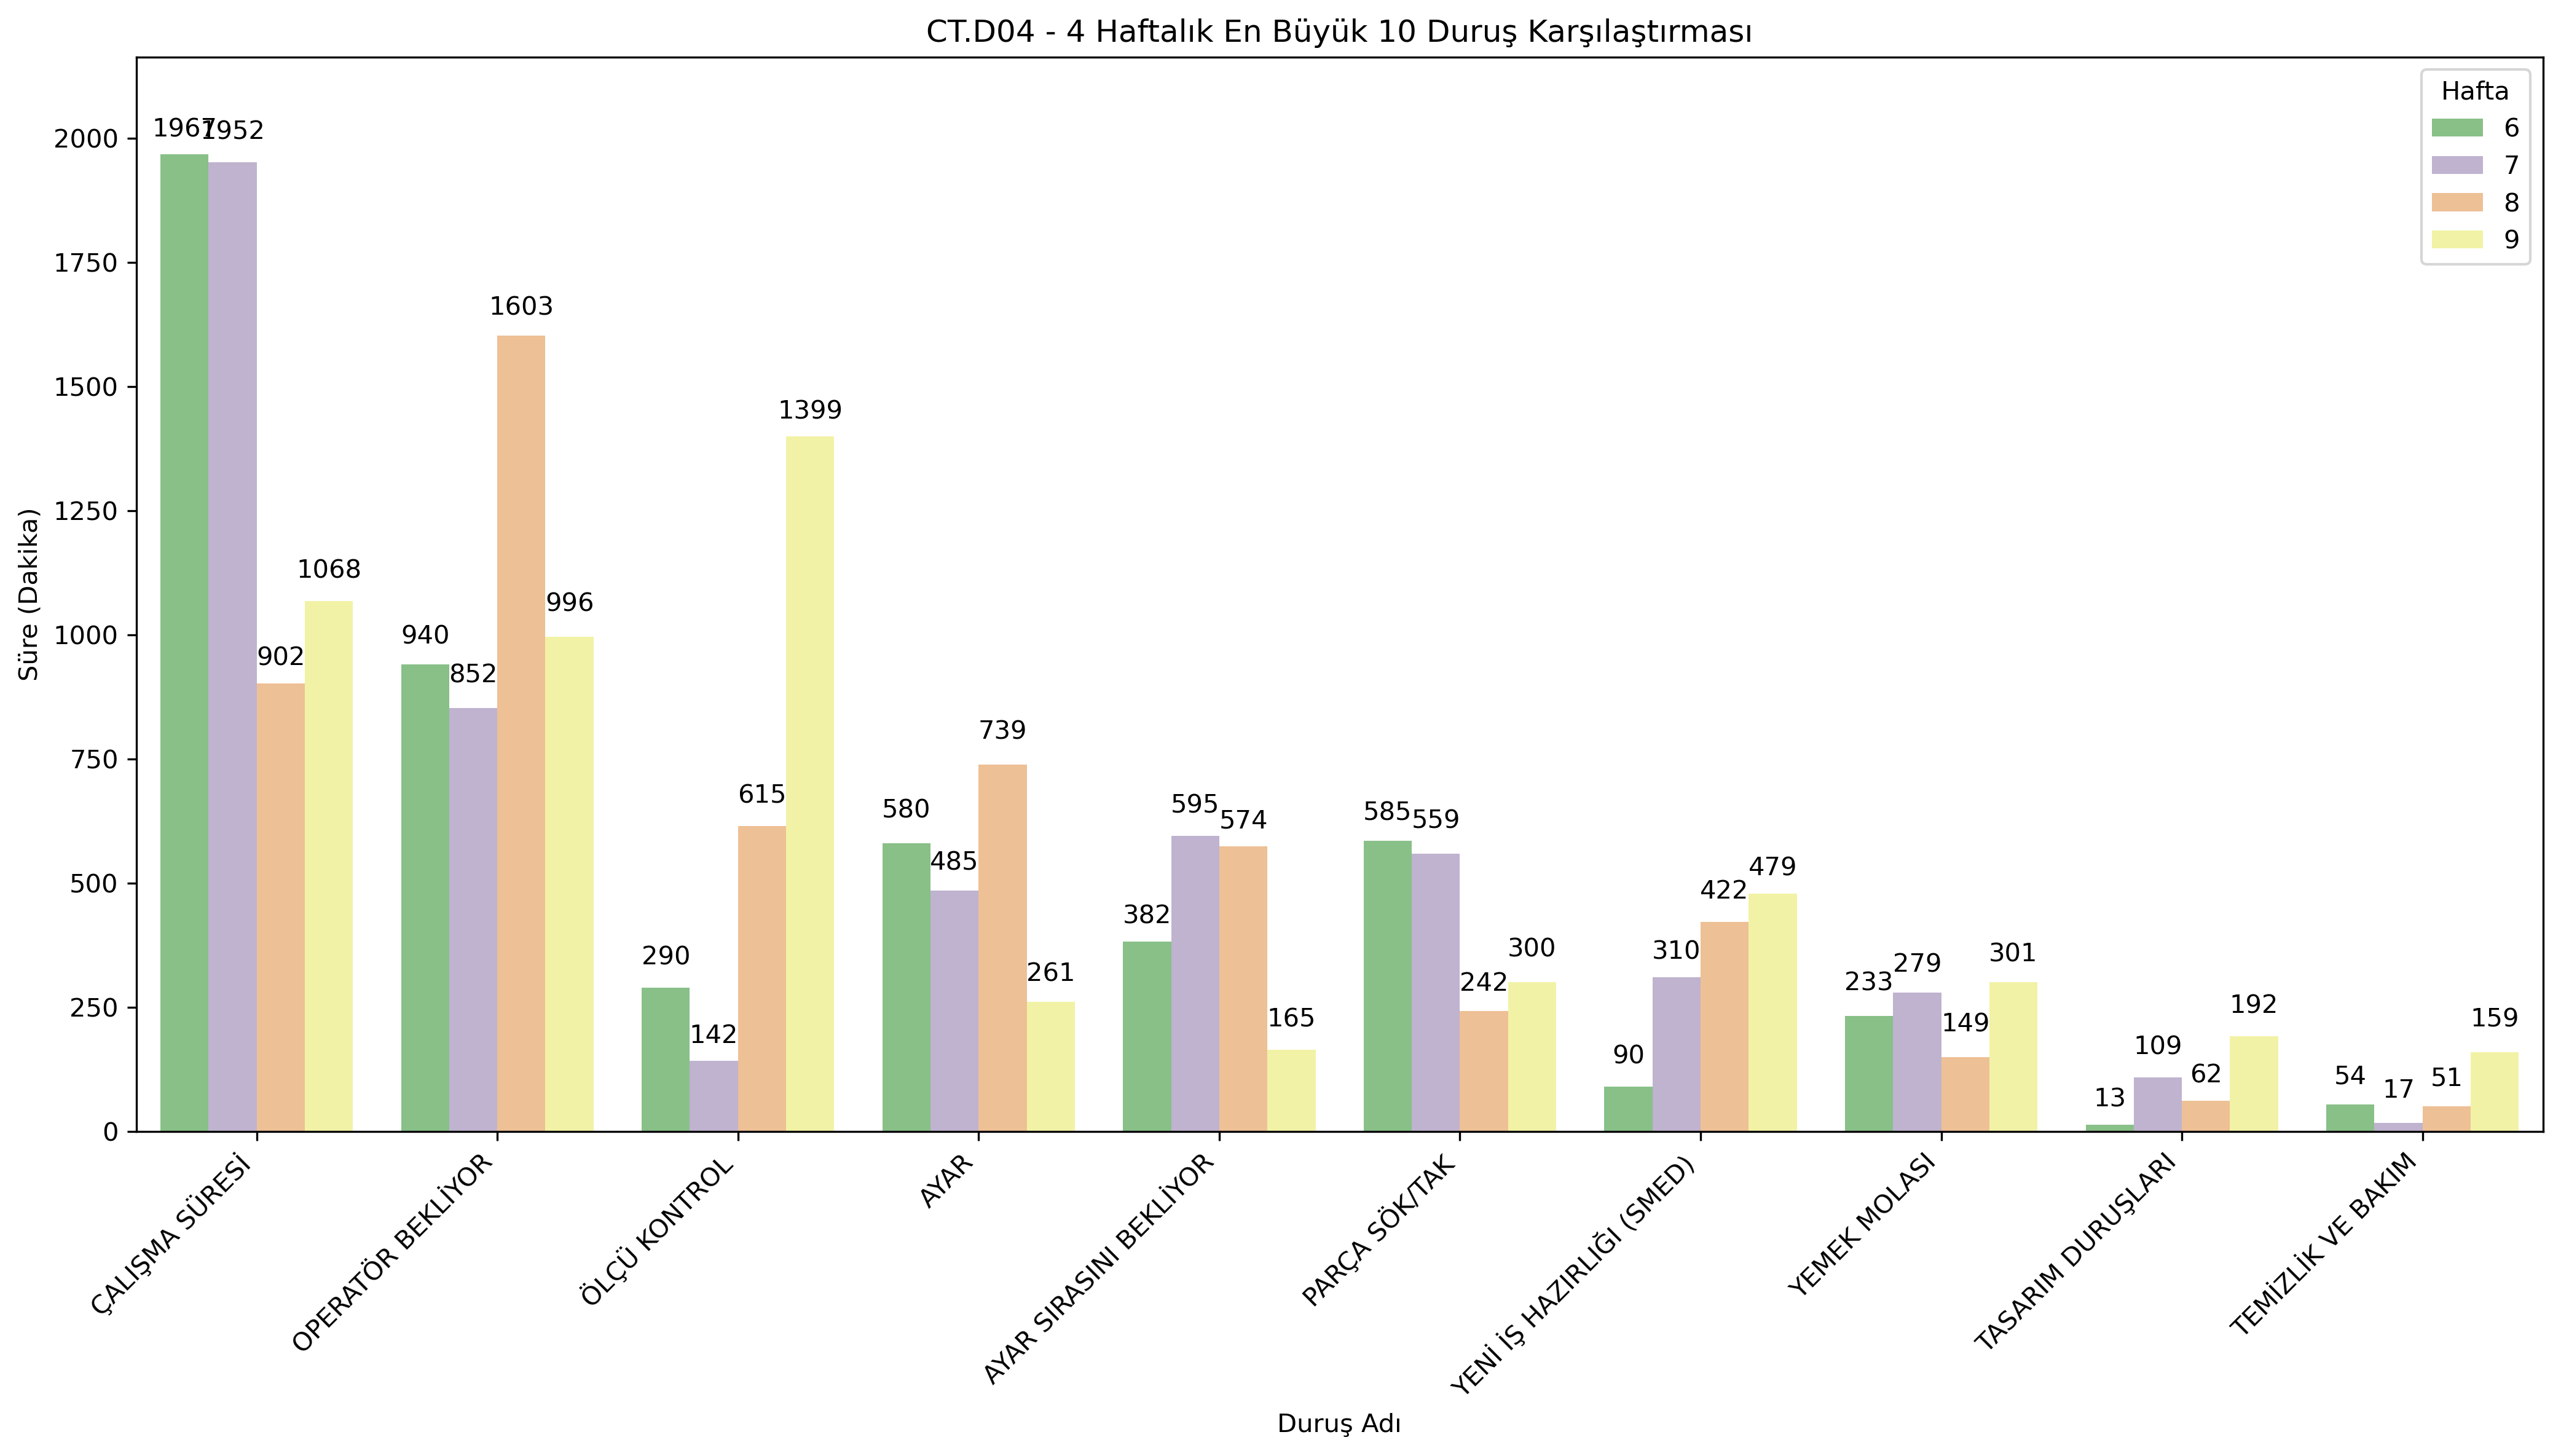 CT.D04 - 4 Haftalık En Büyük 10 Duruş Karşılaştırması
Hafta
6
7
8
9
Süre (Dakika)
2000
1750
1500
1250
1000
750
500
250
0
1967 1952 902 1068
940 852 1603 996
290 142 615 1399
580 485 739 261
382 595 574 165
585 559 242 300
90 310 422 479
233 279 149 301
13 109 62 192
54 17 51 159
ÇALIŞMA SÜRESİ
OPERATÖR BEKLİYOR
ÖLÇÜ KONTROL
AYAR
AYAR SIRASINI BEKLİYOR
PARÇA SÖK/TAK
YENİ İŞ HAZIRLIĞI (SMED)
YEMEK MOLASI
TASARIM DURUŞLARI
TEMİZLİK VE BAKIM
Duruş Adı